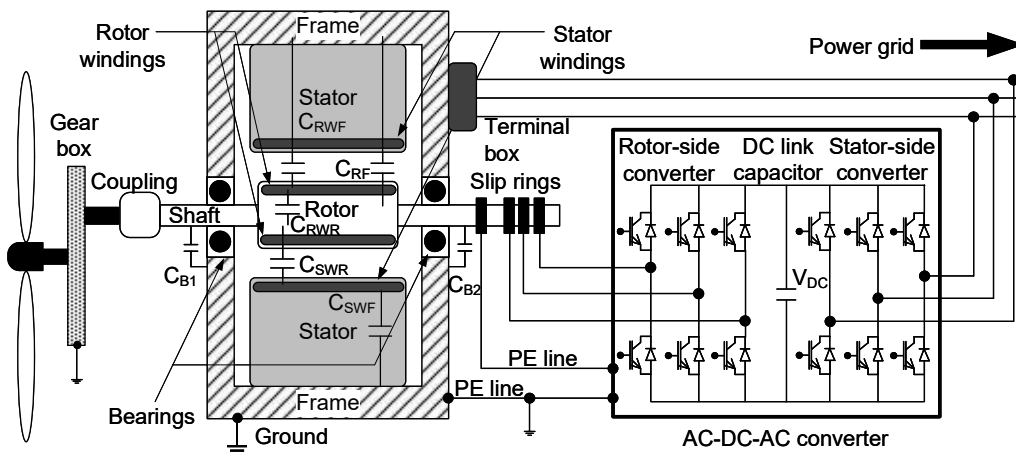 Frame
Rotor
windings
Stator
windings
Power grid
Stator
C_RWF
Gear
box
Terminal
box
Rotor-side
converter
DC link
capacitor
Stator-side
converter
C_RF
Coupling
Slip rings
Shaft
Rotor
C_RWR
C_B1
C_SWR
C_B2
V_DC
C_SWF
Stator
PE line
PE line
Bearings
Frame
Ground
AC-DC-AC converter